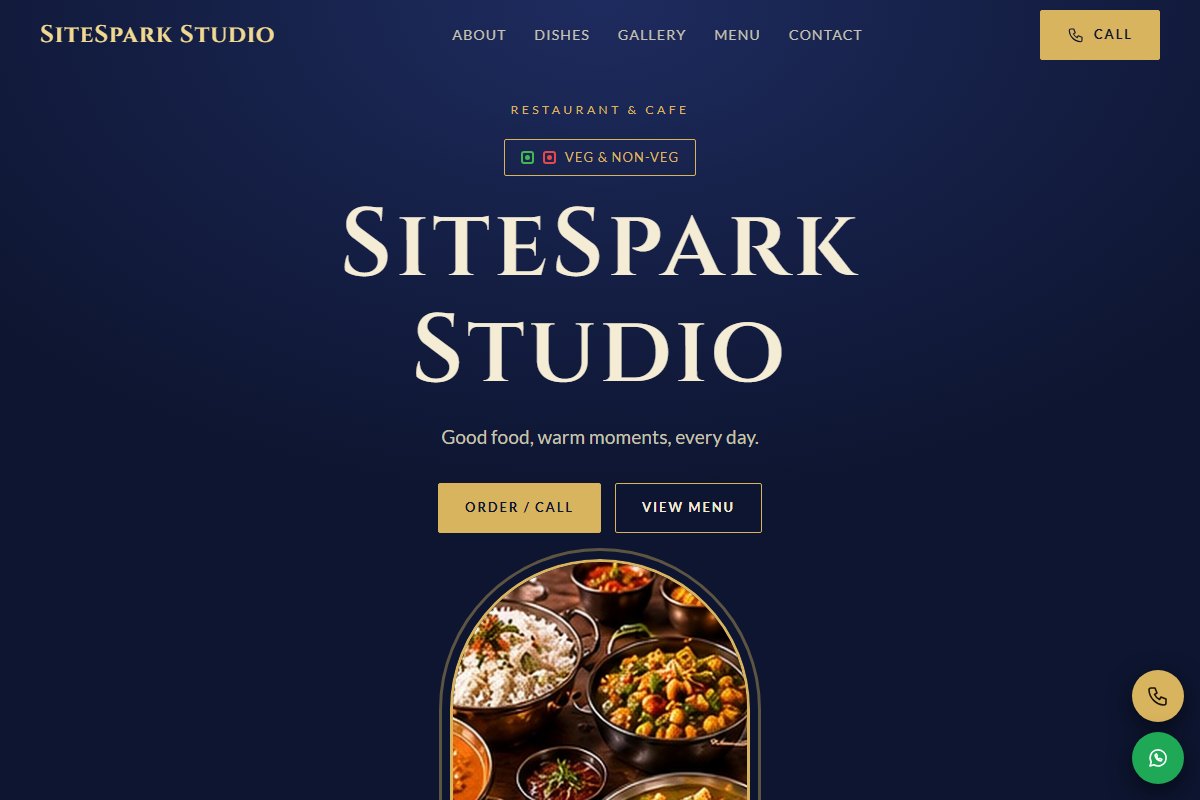 SiteSpark Studio
ABOUT DISHES GALLERY MENU CONTACT
CALL
RESTAURANT & CAFE
VEG & NON-VEG
SiteSpark
Studio
Good food, warm moments, every day.
ORDER / CALL
VIEW MENU